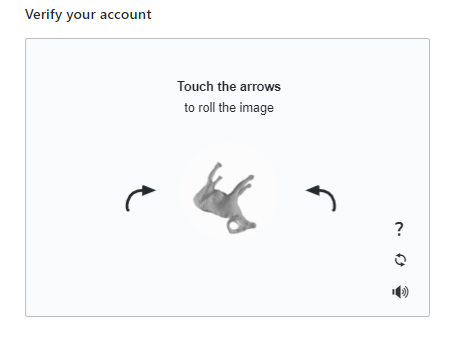 Verify your account
Touch the arrows
to roll the image
?